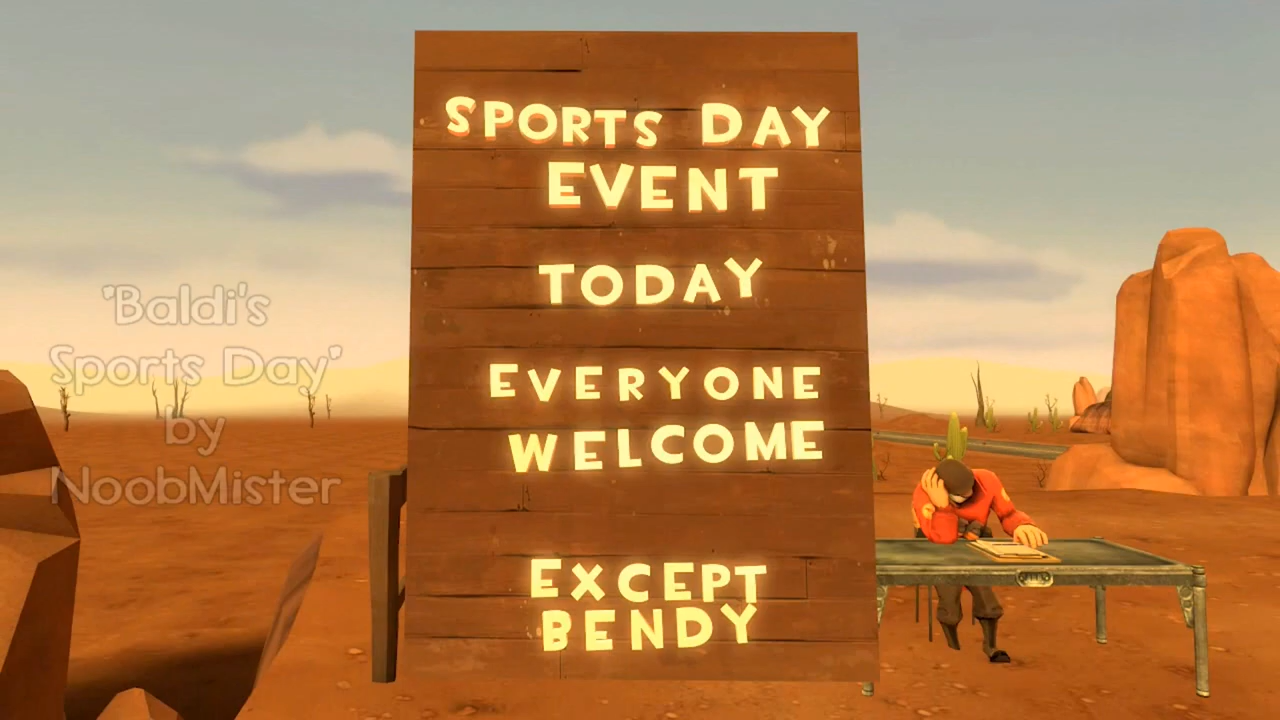 SPORTS DAY
EVENT
TODAY
EVERYONE
WELCOME
EXCEPT
BENDY
'Baldi's
Sports Day'
by
NoobMister